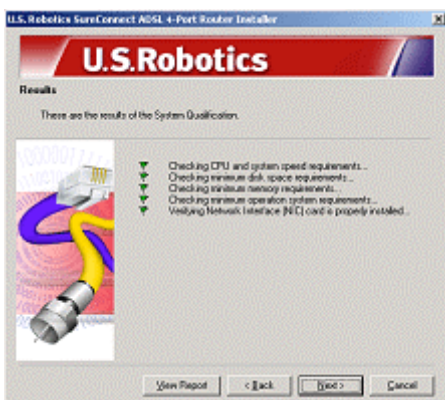 U.S. Robotics SureConnect ADSL 4-Port Router Installer
U.S.Robotics
Results
These are the results of the System Qualification.
Checking CPU and system speed requirements...
Checking minimum disk space requirements...
Checking minimum memory requirements...
Checking minimum operation system requirements...
Verifying Network Interface (NIC) card is properly installed...
View Report
< Back
Next >
Cancel